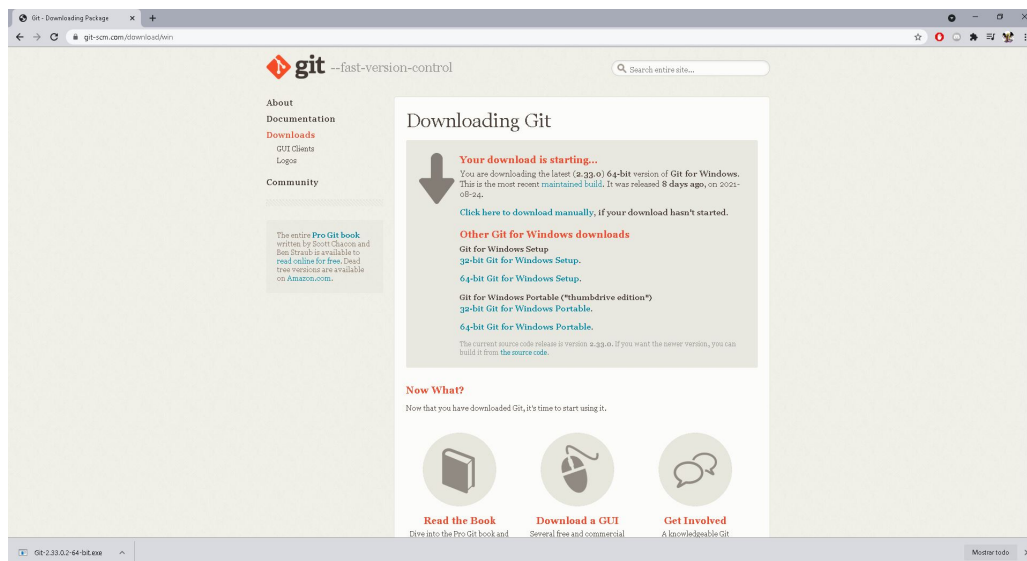 Git - Downloading Package
git-scm.com/download/win
git --fast-version-control
Search entire site...
About
Documentation
Downloads
GUI Clients
Logos
Community
The entire Pro Git book
written by Scott Chacon and
Ben Straub is available to
read online for free. Dead
tree versions are available
on Amazon.com.
Downloading Git
Your download is starting...
You are downloading the latest (2.33.0) 64-bit version of Git for Windows.
This is the most recent maintained build. It was released 8 days ago, on 2021-
08-24.
Click here to download manually, if your download hasn't started.
Other Git for Windows downloads
Git for Windows Setup
32-bit Git for Windows Setup.
64-bit Git for Windows Setup.
Git for Windows Portable ("thumbdrive edition")
32-bit Git for Windows Portable.
64-bit Git for Windows Portable.
The current source code release is version 2.33.0. If you want the newer version, you can
build it from the source code.
Now What?
Now that you have downloaded Git, it's time to start using it.
Read the Book
Dive into the Pro Git book and
Download a GUI
Several free and commercial
Get Involved
A knowledgeable Git
Git-2.33.0.2-64-bit.exe
Mostrar todo